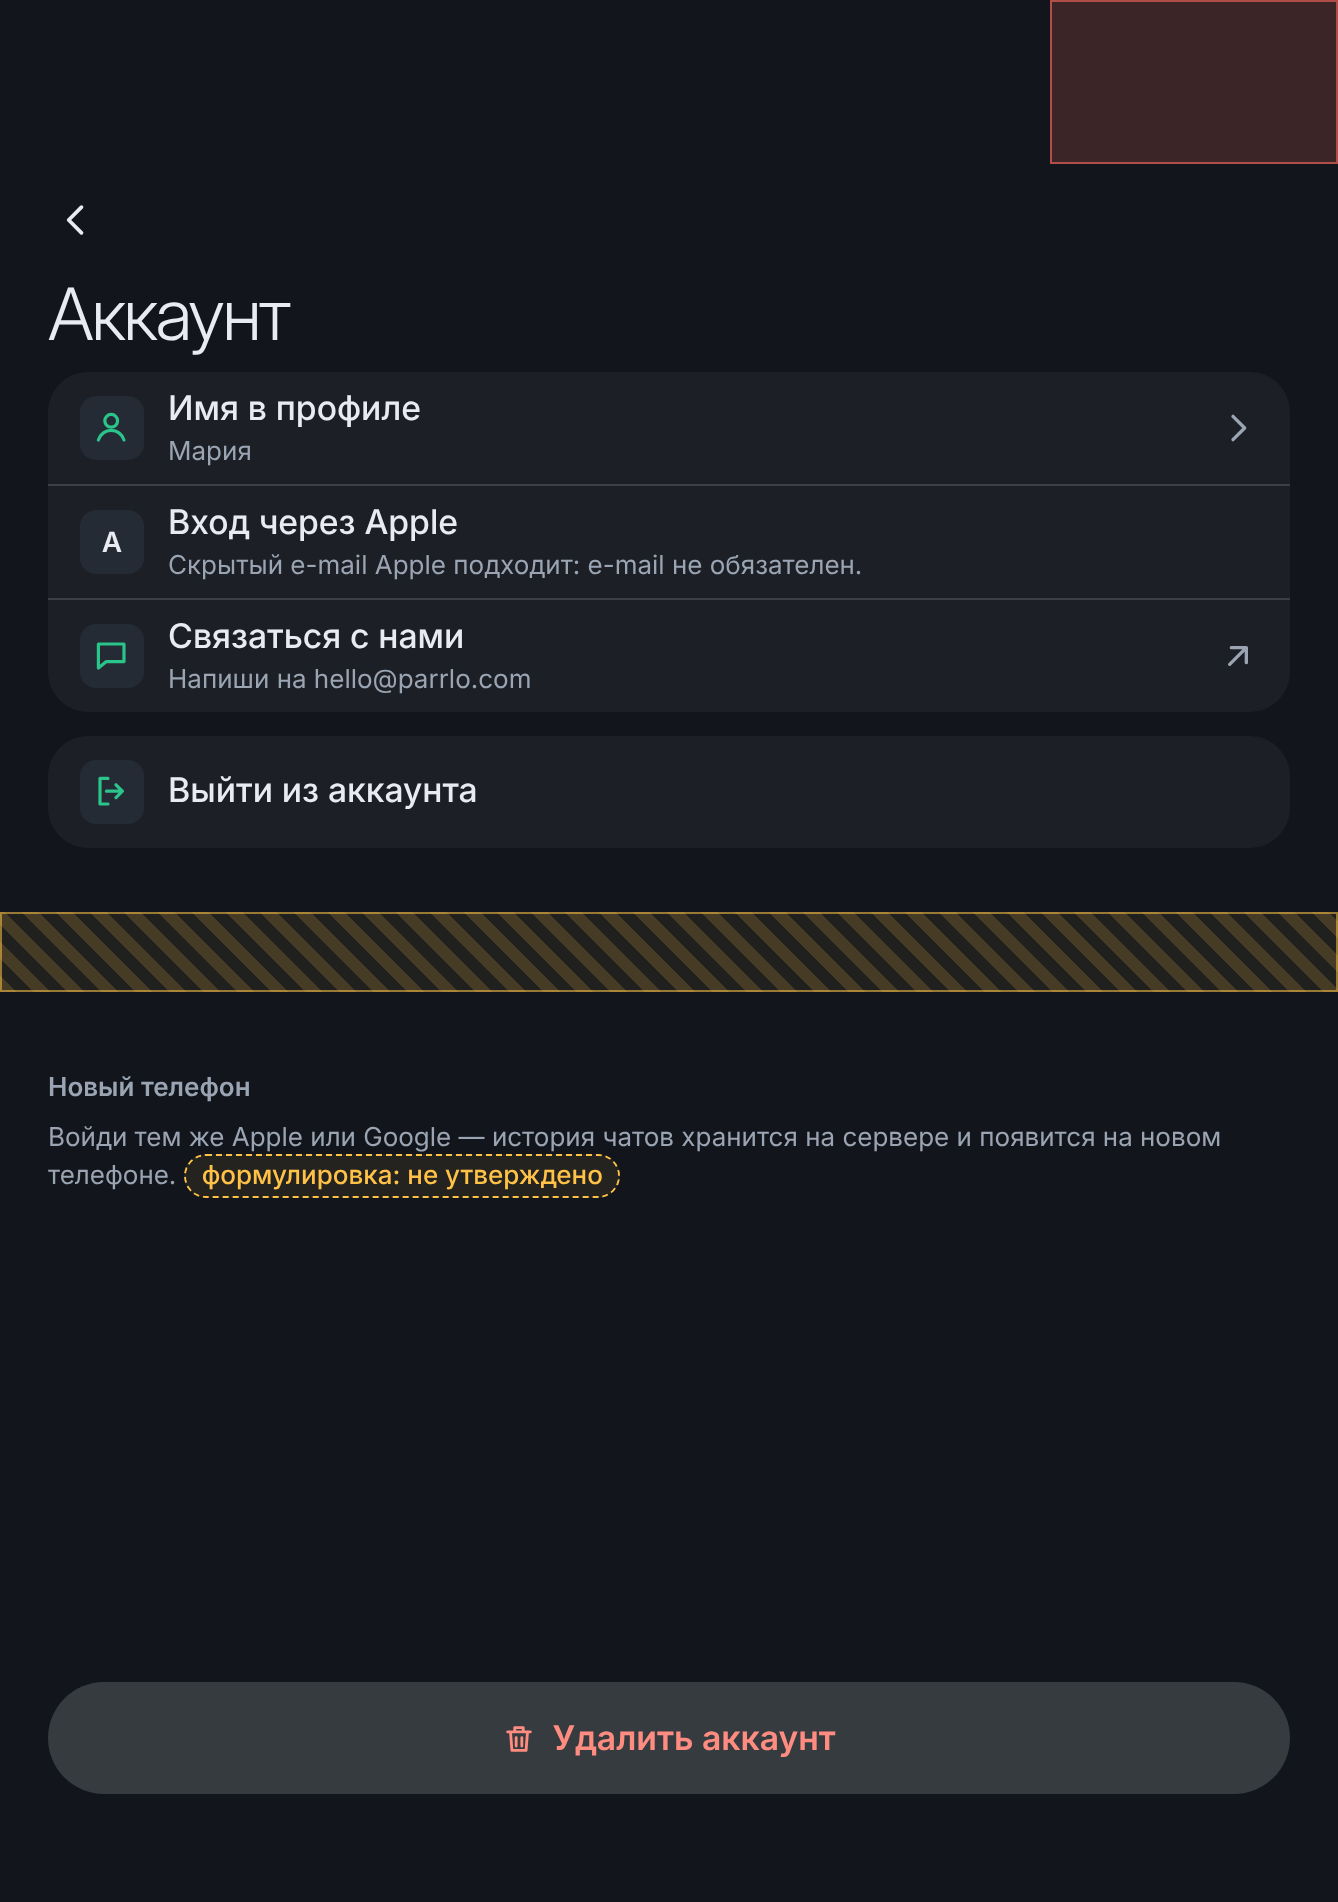 Аккаунт
Имя в профиле
Мария
A
Вход через Apple
Скрытый e-mail Apple подходит: e-mail не обязателен.
Связаться с нами
Напиши на hello@parrlo.com
Выйти из аккаунта
Новый телефон
Войди тем же Apple или Google — история чатов хранится на сервере и появится на новом
телефоне. формулировка: не утверждено
Удалить аккаунт